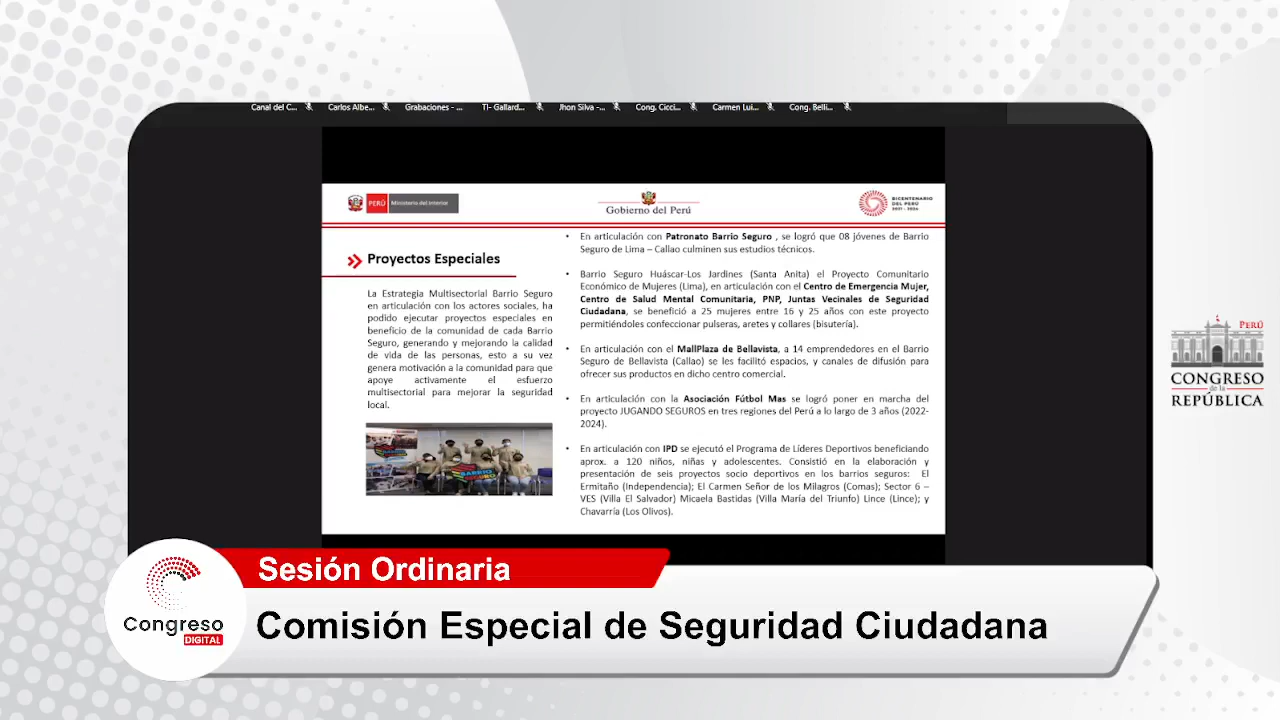 Canal del C...
Carlos Albe...
Grabaciones - ...
TI- Gallard...
Jhon Silva -...
Cong. Cicci...
Carmen Lui...
Cong. Belli...
PERÚ
Ministerio del Interior
Gobierno del Perú
BICENTENARIO
DEL PERÚ
2021 - 2024
Proyectos Especiales
La Estrategia Multisectorial Barrio Seguro
en articulación con los actores sociales, ha
podido ejecutar proyectos especiales en
beneficio de la comunidad de cada Barrio
Seguro, generando y mejorando la calidad
de vida de las personas, esto a su vez
genera motivación a la comunidad para que
apoye activamente el esfuerzo
multisectorial para mejorar la seguridad
local.
BARRIO
SEGURO
• En articulación con Patronato Barrio Seguro , se logró que 08 jóvenes de Barrio
Seguro de Lima – Callao culminen sus estudios técnicos.
• Barrio Seguro Huáscar-Los Jardines (Santa Anita) el Proyecto Comunitario
Económico de Mujeres (Lima), en articulación con el Centro de Emergencia Mujer,
Centro de Salud Mental Comunitaria, PNP, Juntas Vecinales de Seguridad
Ciudadana, se benefició a 25 mujeres entre 16 y 25 años con este proyecto
permitiéndoles confeccionar pulseras, aretes y collares (bisutería).
• En articulación con el MallPlaza de Bellavista, a 14 emprendedores en el Barrio
Seguro de Bellavista (Callao) se les facilitó espacios, y canales de difusión para
ofrecer sus productos en dicho centro comercial.
• En articulación con la Asociación Fútbol Mas se logró poner en marcha del
proyecto JUGANDO SEGUROS en tres regiones del Perú a lo largo de 3 años (2022-
2024).
• En articulación con IPD se ejecutó el Programa de Líderes Deportivos beneficiando
aprox. a 120 niños, niñas y adolescentes. Consistió en la elaboración y
presentación de seis proyectos socio deportivos en los barrios seguros: El
Ermitaño (Independencia); El Carmen Señor de los Milagros (Comas); Sector 6 –
VES (Villa El Salvador) Micaela Bastidas (Villa María del Triunfo) Lince (Lince); y
Chavarría (Los Olivos).
PERÚ
CONGRESO
de la
REPÚBLICA
Sesión Ordinaria
Congreso
DIGITAL
Comisión Especial de Seguridad Ciudadana